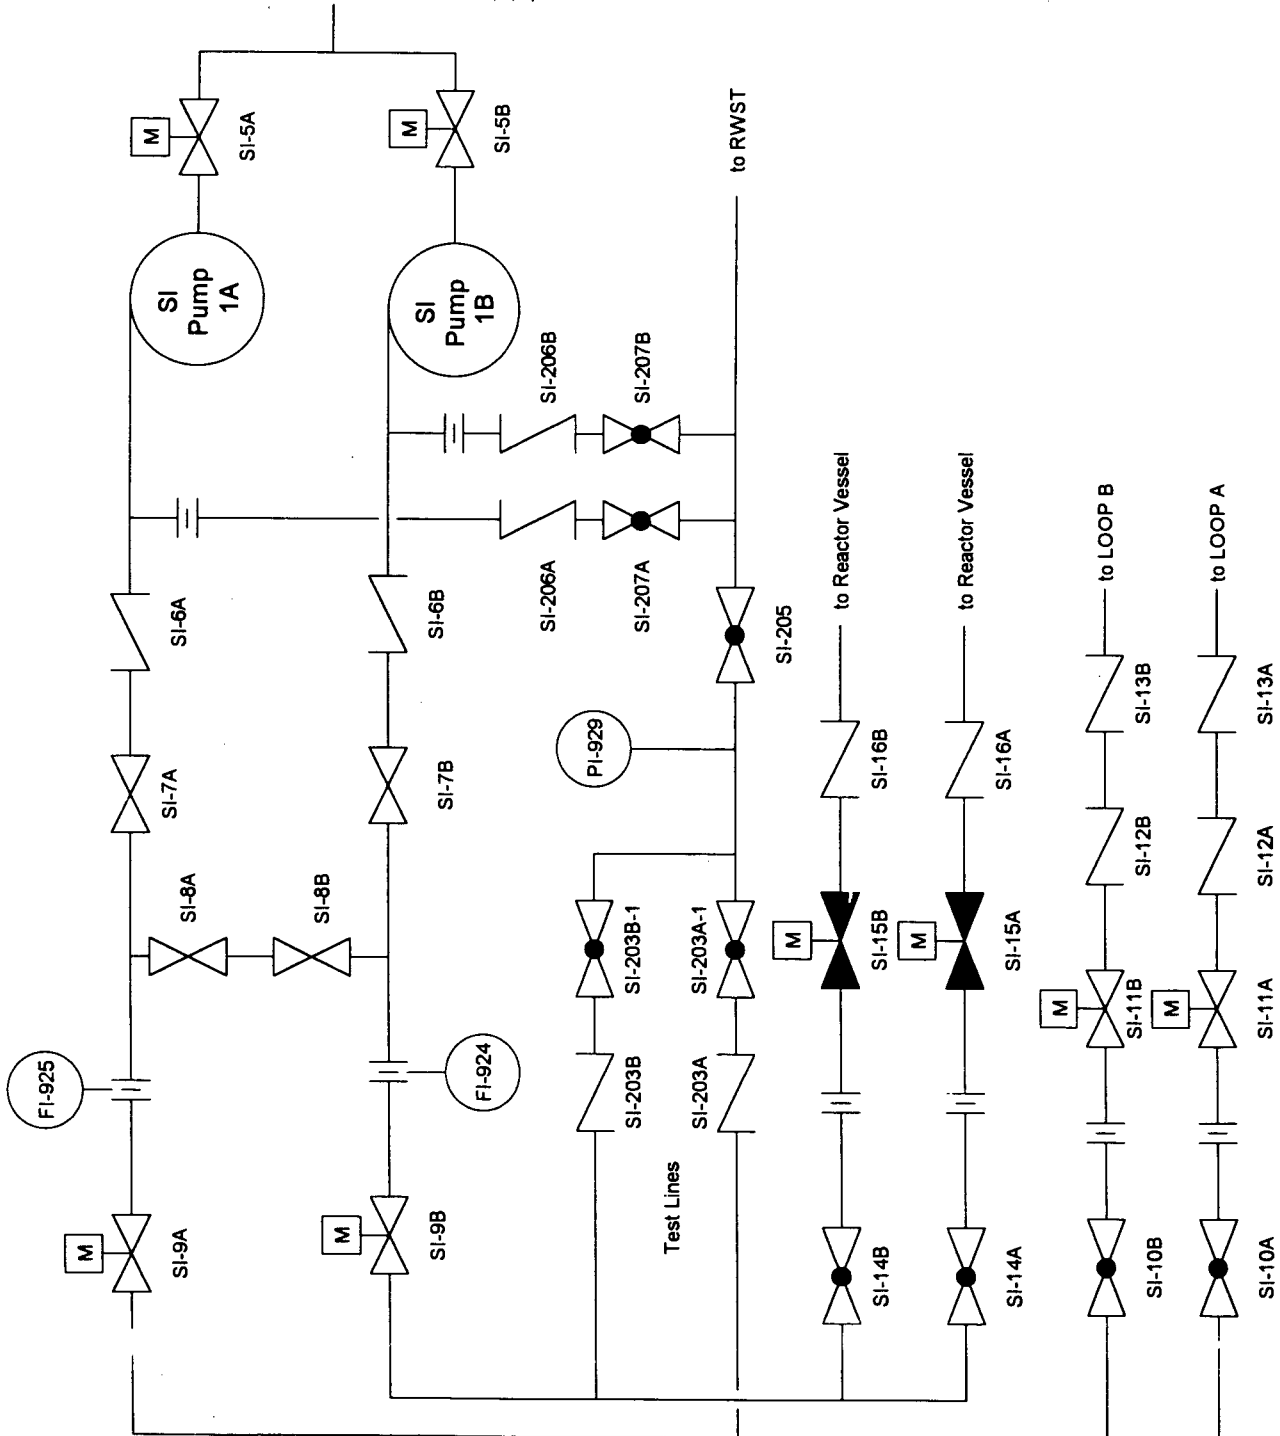 M
SI-5A
M
SI-5B
SI
Pump
1A
SI
Pump
1B
to RWST
SI-206B
SI-207B
SI-206A
SI-207A
SI-6A
SI-6B
SI-205
to Reactor Vessel
to Reactor Vessel
to LOOP B
to LOOP A
SI-7A
SI-7B
PI-929
SI-16B
SI-16A
SI-13B
SI-13A
SI-12B
SI-12A
SI-8A
SI-8B
SI-203B-1
SI-203A-1
M
SI-15B
M
SI-15A
M
SI-11B
M
SI-11A
FI-925
FI-924
SI-203B
SI-203A
Test Lines
M
SI-9A
M
SI-9B
SI-14B
SI-14A
SI-10B
SI-10A